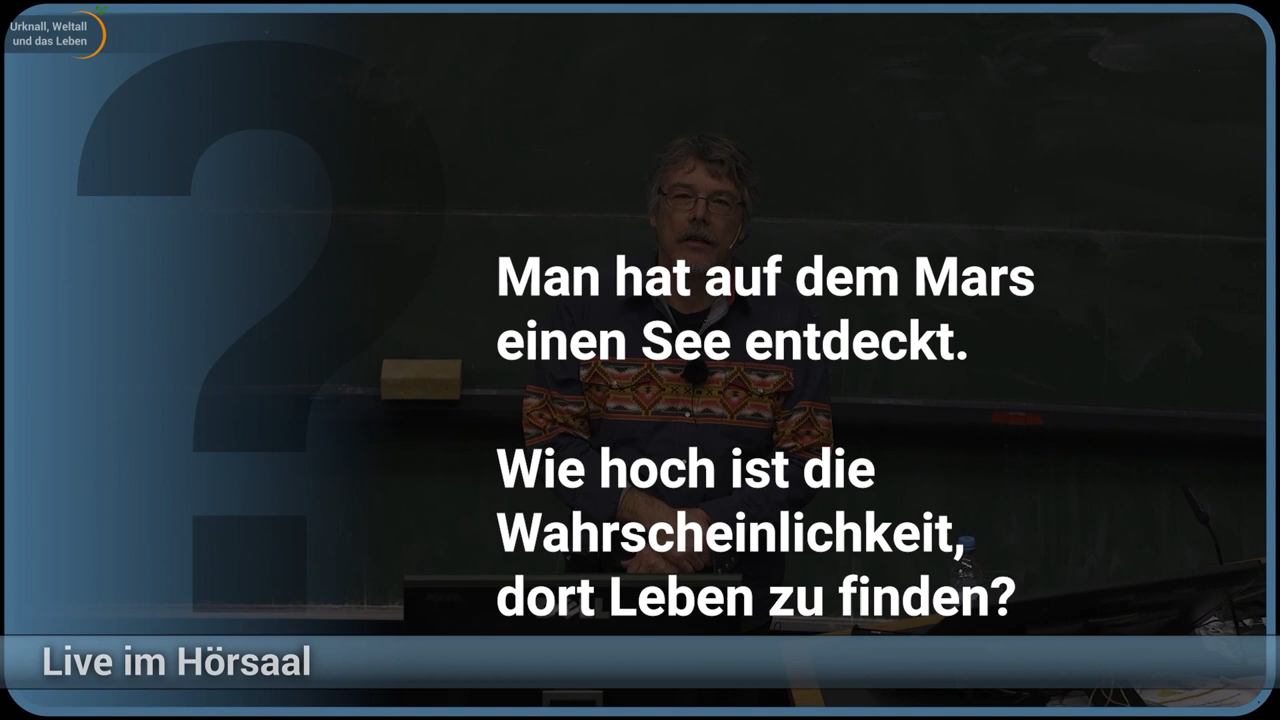 Urknall, Weltall
und das Leben
Man hat auf dem Mars
einen See entdeckt.
Wie hoch ist die
Wahrscheinlichkeit,
dort Leben zu finden?
Live im Hörsaal